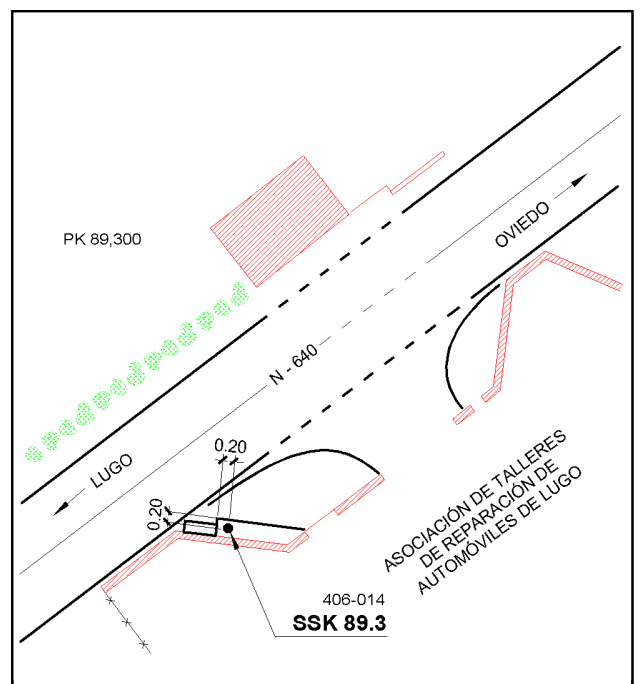 PK 89,300
OVIEDO
N - 640
LUGO
0.20
0.20
ASOCIACIÓN DE TALLERES
DE REPARACIÓN DE
AUTOMÓVILES DE LUGO
406-014
SSK 89.3